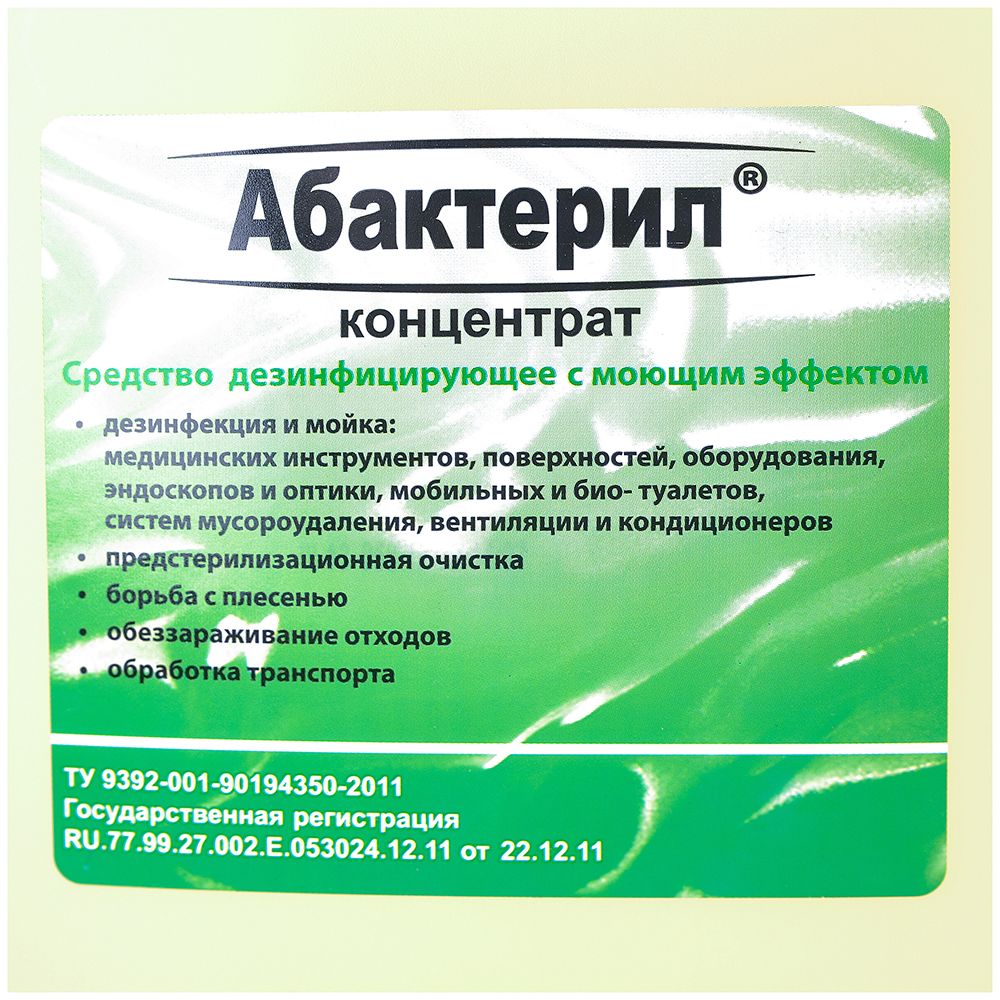 Абактерил®
концентрат
Средство дезинфицирующее с моющим эффектом
• дезинфекция и мойка:
медицинских инструментов, поверхностей, оборудования,
эндоскопов и оптики, мобильных и био- туалетов,
систем мусороудаления, вентиляции и кондиционеров
• предстерилизационная очистка
• борьба с плесенью
• обеззараживание отходов
• обработка транспорта
ТУ 9392-001-90194350-2011
Государственная регистрация
RU.77.99.27.002.Е.053024.12.11 от 22.12.11